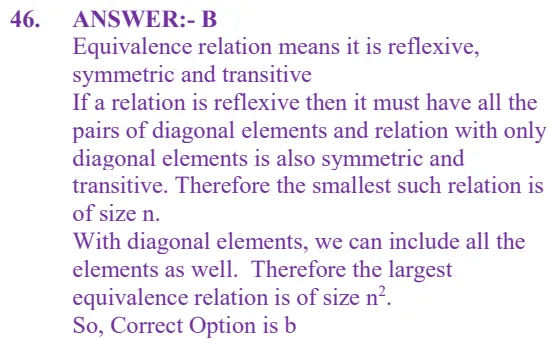 46. ANSWER:- B
Equivalence relation means it is reflexive,
symmetric and transitive
If a relation is reflexive then it must have all the
pairs of diagonal elements and relation with only
diagonal elements is also symmetric and
transitive. Therefore the smallest such relation is
of size n.
With diagonal elements, we can include all the
elements as well. Therefore the largest
equivalence relation is of size n².
So, Correct Option is b